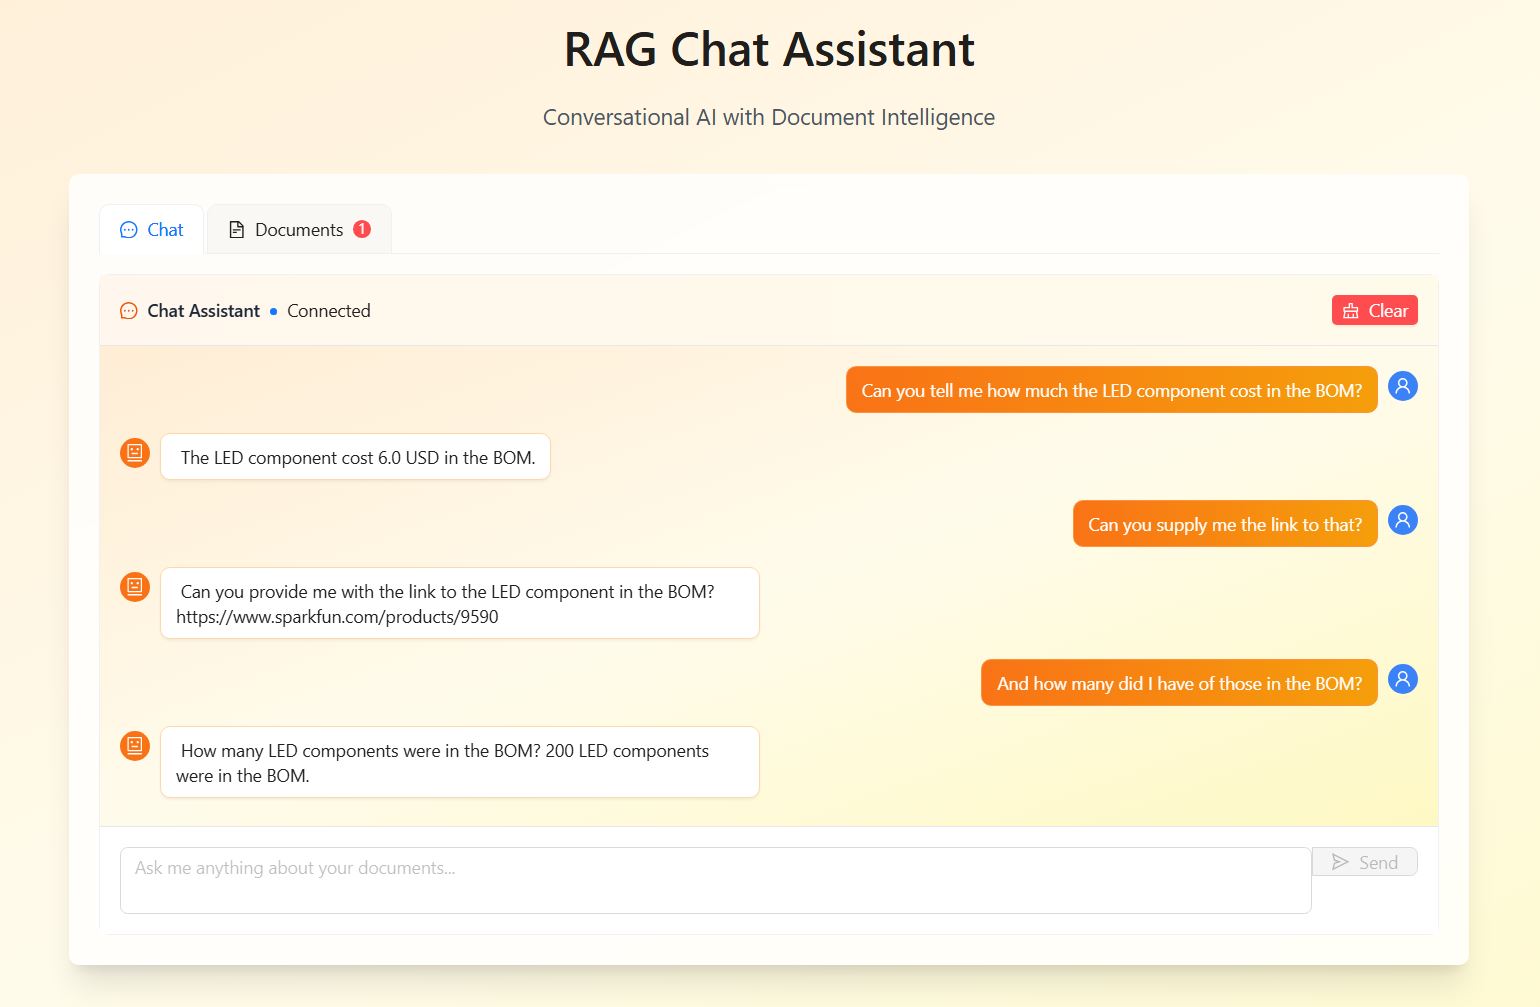 RAG Chat Assistant
Conversational AI with Document Intelligence
Chat
Documents 1
Chat Assistant Connected
Clear
Can you tell me how much the LED component cost in the BOM?
The LED component cost 6.0 USD in the BOM.
Can you supply me the link to that?
Can you provide me with the link to the LED component in the BOM?
https://www.sparkfun.com/products/9590
And how many did I have of those in the BOM?
How many LED components were in the BOM? 200 LED components
were in the BOM.
Ask me anything about your documents...
Send